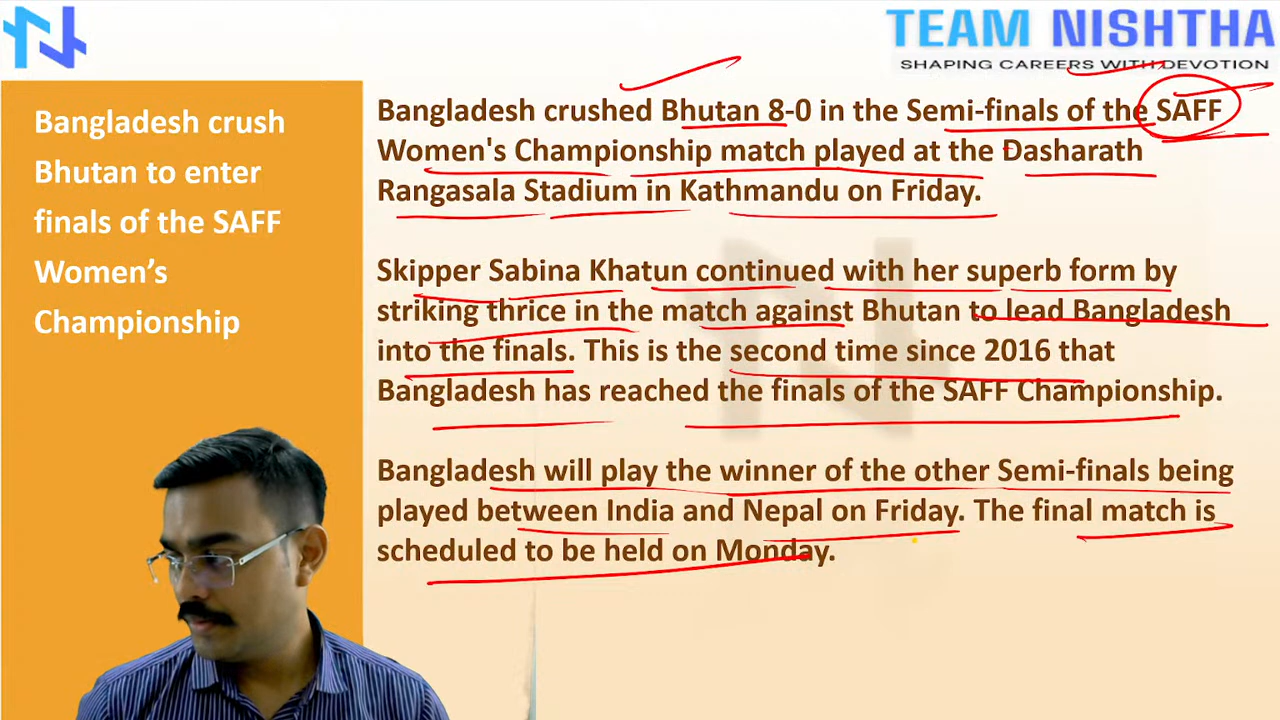 TEAM NISHTHA
SHAPING CAREERS WITH DEVOTION
Bangladesh crush
Bhutan to enter
finals of the SAFF
Women’s
Championship
Bangladesh crushed Bhutan 8-0 in the Semi-finals of the SAFF
Women's Championship match played at the Dasharath
Rangasala Stadium in Kathmandu on Friday.
Skipper Sabina Khatun continued with her superb form by
striking thrice in the match against Bhutan to lead Bangladesh
into the finals. This is the second time since 2016 that
Bangladesh has reached the finals of the SAFF Championship.
Bangladesh will play the winner of the other Semi-finals being
played between India and Nepal on Friday. The final match is
scheduled to be held on Monday.